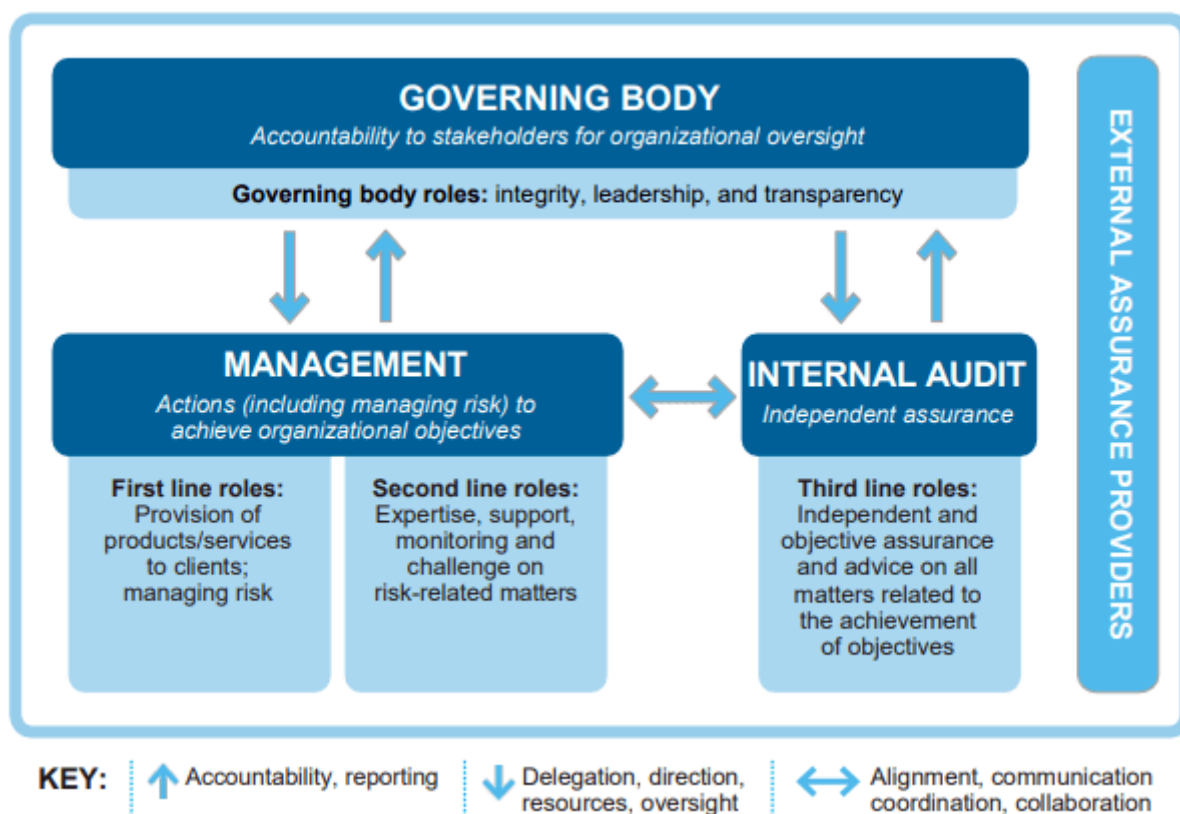 GOVERNING BODY
Accountability to stakeholders for organizational oversight
Governing body roles: integrity, leadership, and transparency
MANAGEMENT
Actions (including managing risk) to
achieve organizational objectives
First line roles:
Provision of
products/services
to clients;
managing risk
Second line roles:
Expertise, support,
monitoring and
challenge on
risk-related matters
INTERNAL AUDIT
Independent assurance
Third line roles:
Independent and
objective assurance
and advice on all
matters related to
the achievement
of objectives
EXTERNAL ASSURANCE PROVIDERS
KEY:
Accountability, reporting
Delegation, direction,
resources, oversight
Alignment, communication
coordination, collaboration